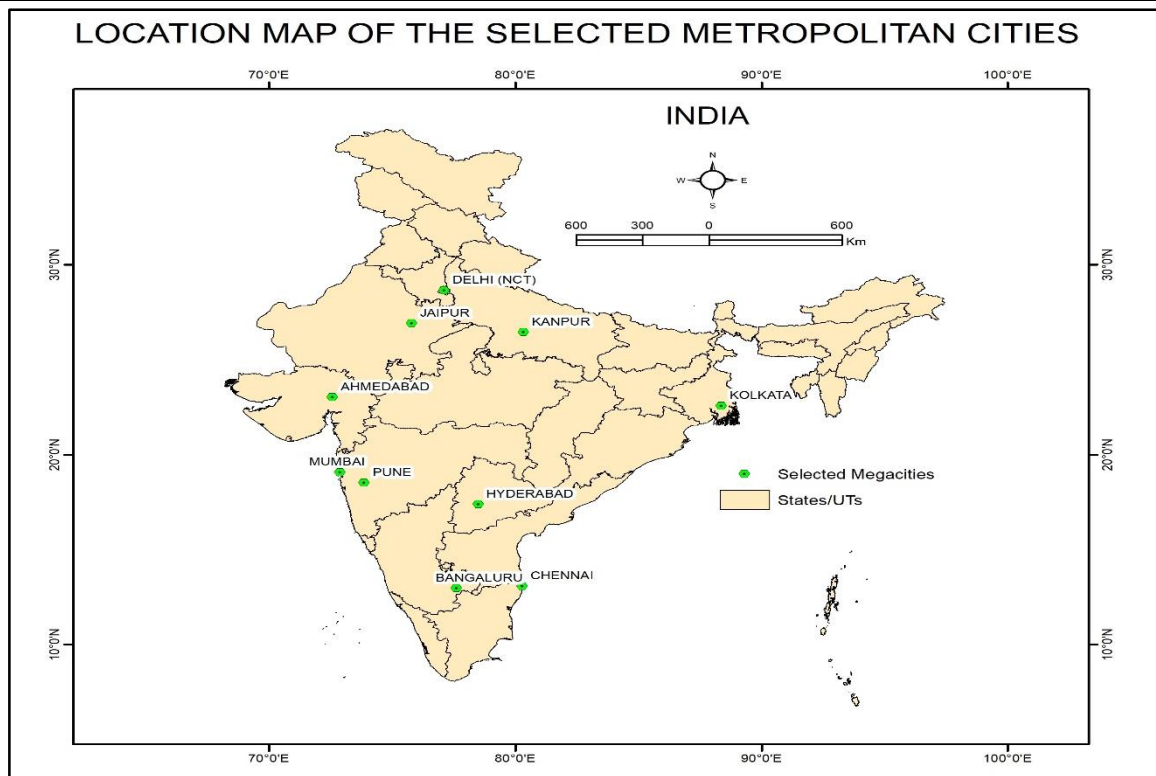 LOCATION MAP OF THE SELECTED METROPOLITAN CITIES
70°0'E 80°0'E 90°0'E 100°0'E
INDIA
N
W E
S
600 300 0 600
Km
30°0'N 30°0'N
DELHI (NCT)
JAIPUR
KANPUR
AHMEDABAD
KOLKATA
20°0'N 20°0'N
MUMBAI
PUNE
Selected Megacities
HYDERABAD
States/UTs
BANGALURU
CHENNAI
10°0'N 10°0'N
70°0'E 80°0'E 90°0'E 100°0'E